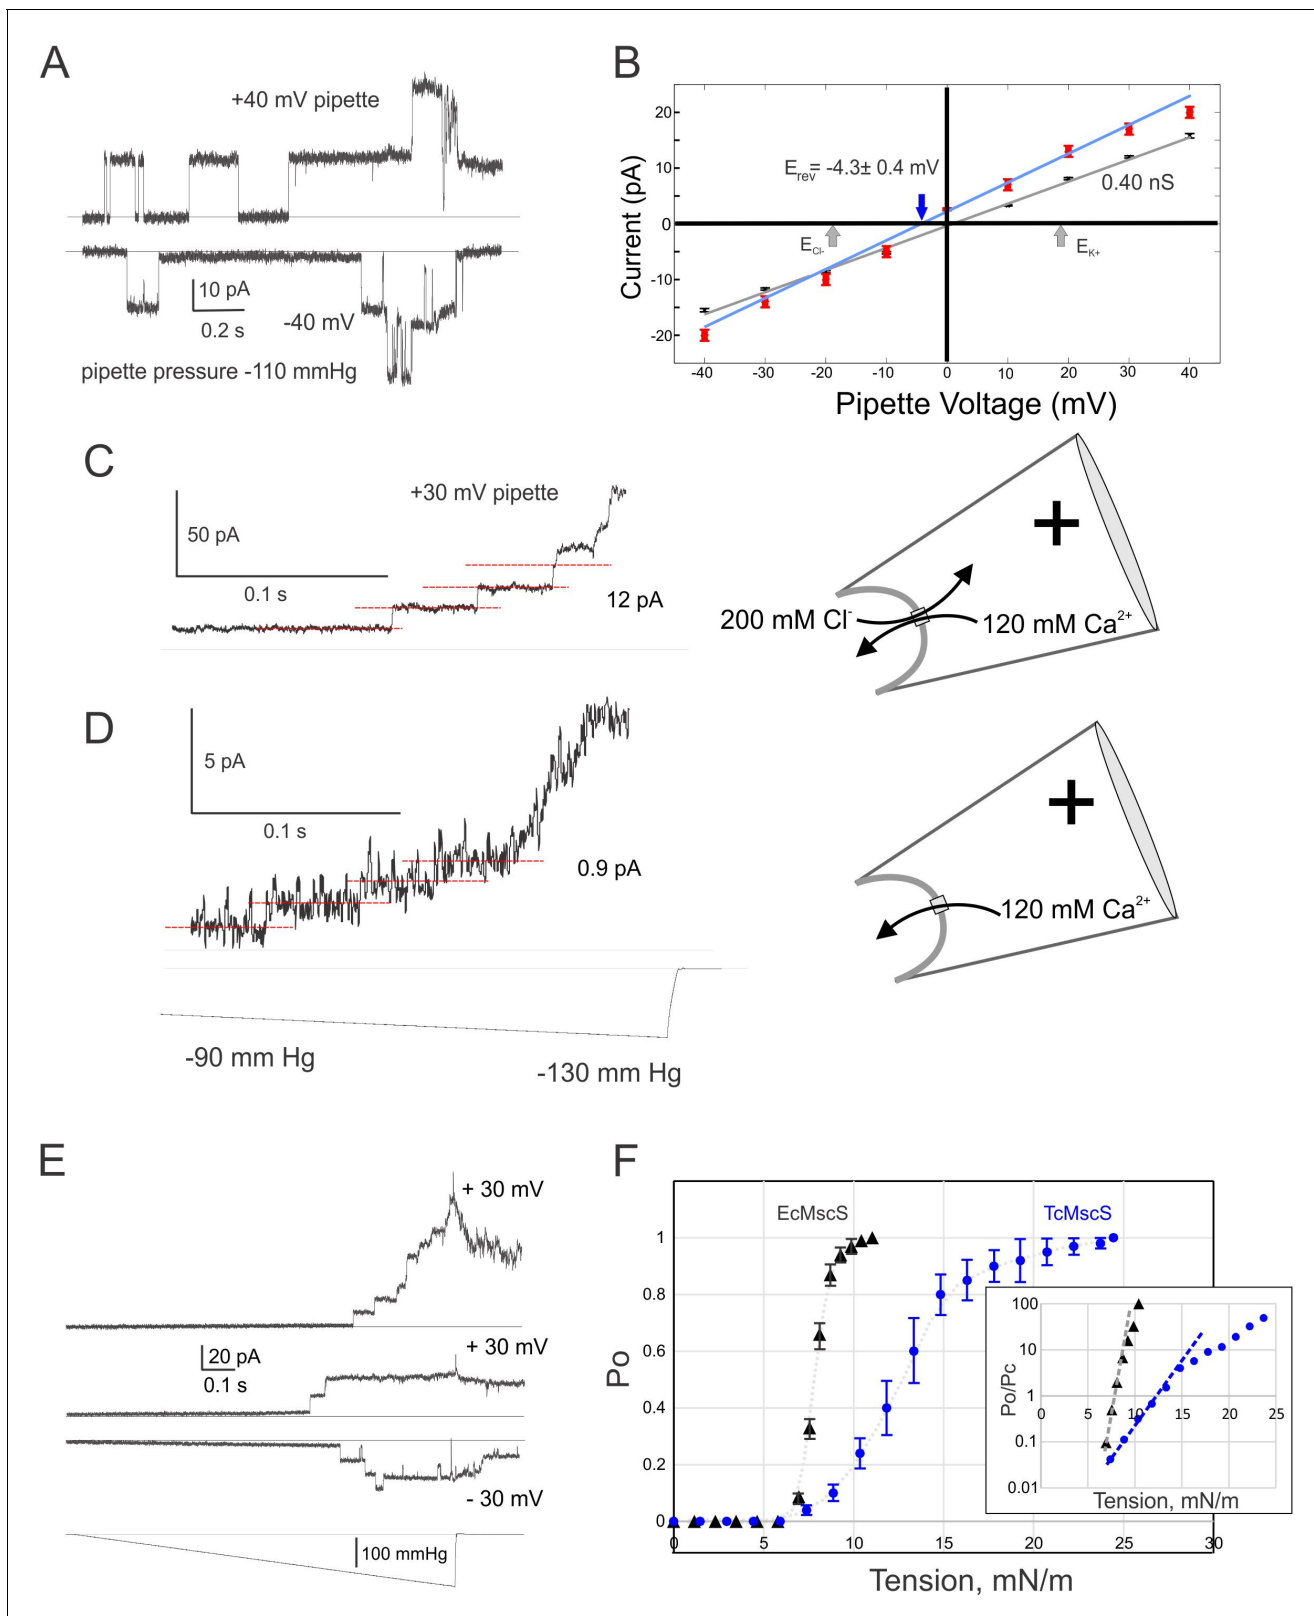 A
+40 mV pipette
10 pA
0.2 s
-40 mV
pipette pressure -110 mmHg
B
20
10
0
-10
-20
Current (pA)
E_rev= -4.3± 0.4 mV
0.40 nS
E_Cl-
E_K+
-40 -30 -20 -10 0 10 20 30 40
Pipette Voltage (mV)
C
+30 mV pipette
50 pA
0.1 s
12 pA
200 mM Cl⁻
120 mM Ca²⁺
D
5 pA
0.1 s
0.9 pA
120 mM Ca²⁺
-90 mm Hg
-130 mm Hg
E
+ 30 mV
+ 30 mV
20 pA
0.1 s
- 30 mV
100 mmHg
F
EcMscS
TcMscS
1
0.8
0.6
0.4
0.2
0
Po
0 5 10 15 20 25 30
Tension, mN/m
100
10
1
0.1
0.01
Po/Pc
0 5 10 15 20 25
Tension, mN/m